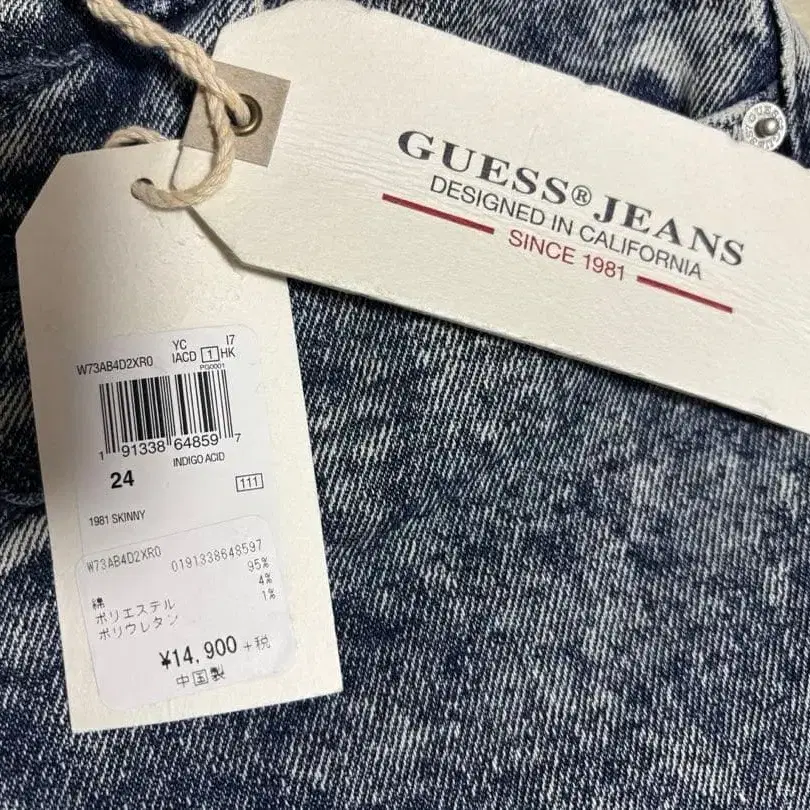 GUESS® JEANS
DESIGNED IN CALIFORNIA
SINCE 1981
W73AB4D2XR0 YC I7
IACD 1 HK
PG0001
1 91338 64859 7
INDIGO ACID
24
111
1981 SKINNY
W73AB4D2XR0 0191338648597
綿 95%
ポリエステル 4%
ポリウレタン 1%
¥14,900 +税
中国製
GUESS